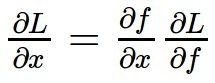 ∂L/∂x = ∂f/∂x ∂L/∂f